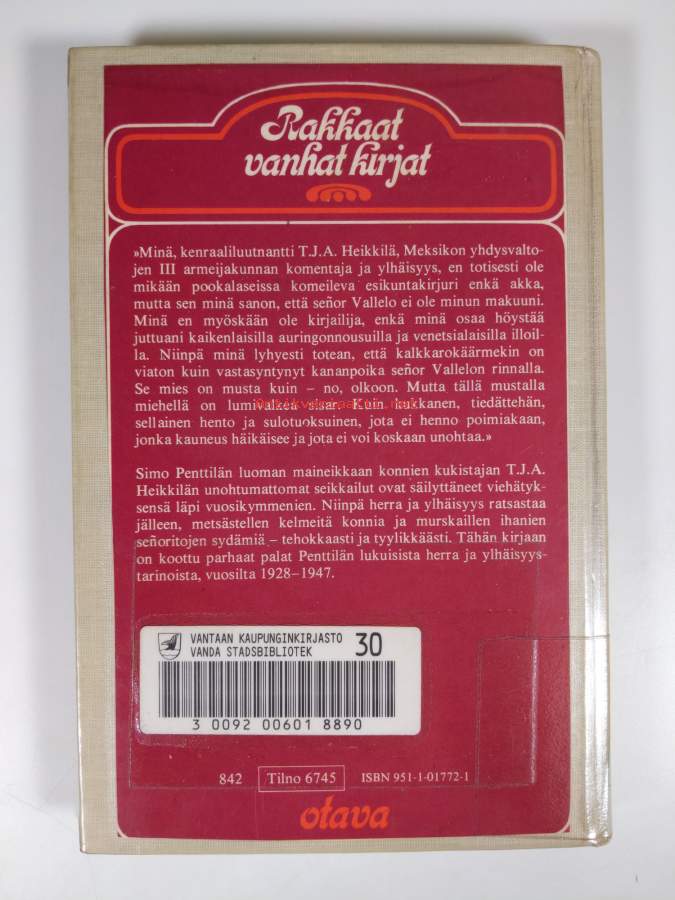 Rakkaat
vanhat kirjat
»Minä, kenraaliluutnantti T.J.A. Heikkilä, Meksikon yhdysvalto-
jen III armeijakunnan komentaja ja ylhäisyys, en totisesti ole
mikään pookalaseissa komeileva esikuntakirjuri enkä akka,
mutta sen minä sanon, että señor Vallelo ei ole minun makuuni.
Minä en myöskään ole kirjailija, enkä minä osaa höystää
juttuani kaikenlaisilla auringonnousuilla ja venetsialaisilla illoil-
la. Niinpä minä lyhyesti totean, että kalkkarokäärmekin on
viaton kuin vastasyntynyt kananpoika señor Vallelon rinnalla.
Se mies on musta kuin – no, olkoon. Mutta tällä mustalla
miehellä on lumivalkea sisar. Kuin nukkanen, tiedättehän,
sellainen hento ja sulotuoksuinen, jota ei henno poimiakaan,
jonka kauneus häikäisee ja jota ei voi koskaan unohtaa.»
Simo Penttilän luoman maineikkaan konnien kukistajan T.J.A.
Heikkilän unohtumattomat seikkailut ovat säilyttäneet viehätyk-
sensä läpi vuosikymmenien. Niinpä herra ja ylhäisyys ratsastaa
jälleen, metsästellen kelmeitä konnia ja murskaillen ihanien
señoritojen sydämiä – tehokkaasti ja tyylikkäästi. Tähän kirjaan
on koottu parhaat palat Penttilän lukuisista herra ja ylhäisyys-
tarinoista, vuosilta 1928–1947.
VANTAAN KAUPUNGINKIRJASTO 30
VANDA STADSBIBLIOTEK
3 0092 00601 8890
842 Tilno 6745 ISBN 951-1-01772-1
otava